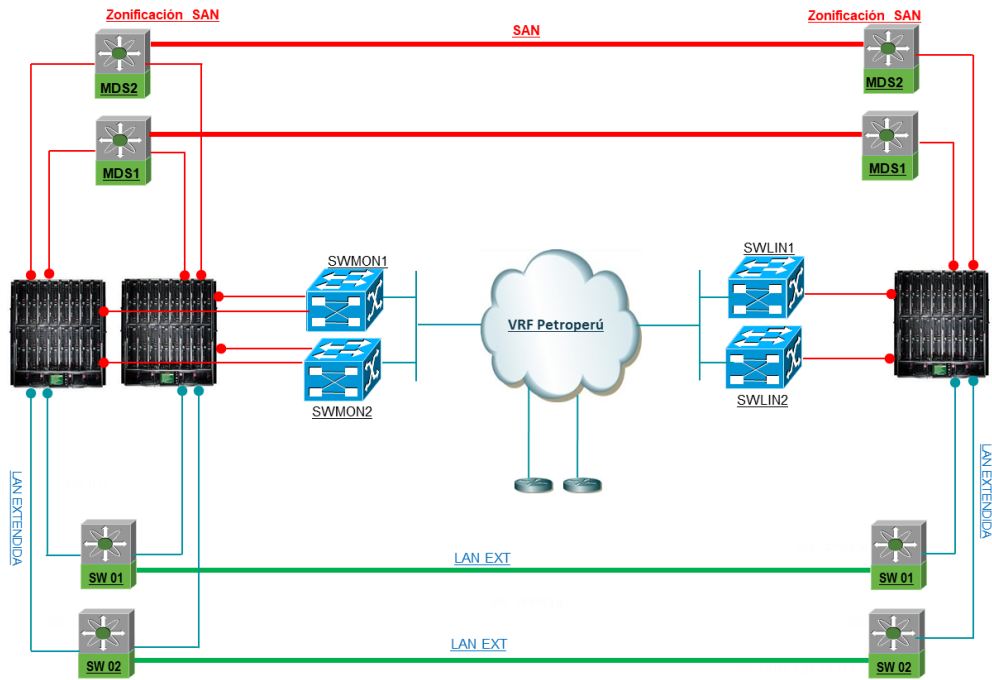 Zonificación SAN
Zonificación SAN
SAN
MDS2
MDS2
MDS1
MDS1
SWMON1
SWLIN1
VRF Petroperú
SWMON2
SWLIN2
LAN EXTENDIDA
LAN EXTENDIDA
LAN EXT
SW 01
SW 01
LAN EXT
SW 02
SW 02